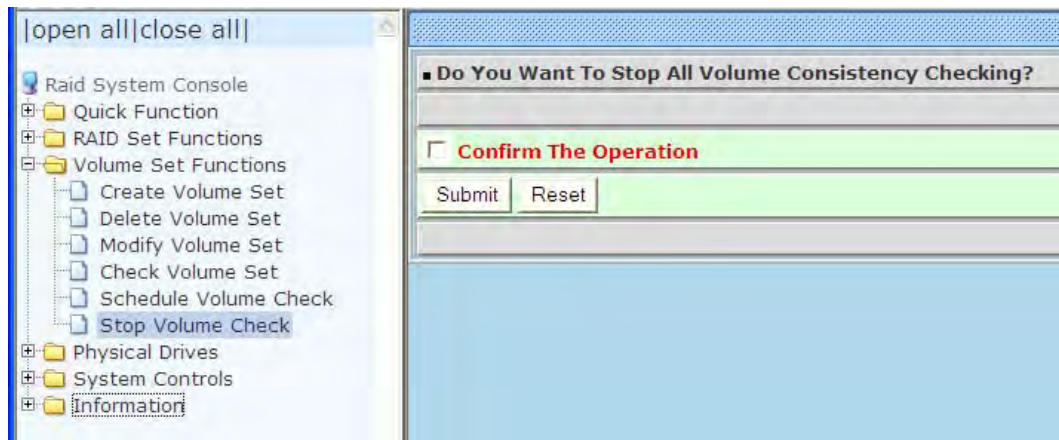 |open all|close all|
Raid System Console
Quick Function
RAID Set Functions
Volume Set Functions
Create Volume Set
Delete Volume Set
Modify Volume Set
Check Volume Set
Schedule Volume Check
Stop Volume Check
Physical Drives
System Controls
Information
Do You Want To Stop All Volume Consistency Checking?
Confirm The Operation
Submit Reset